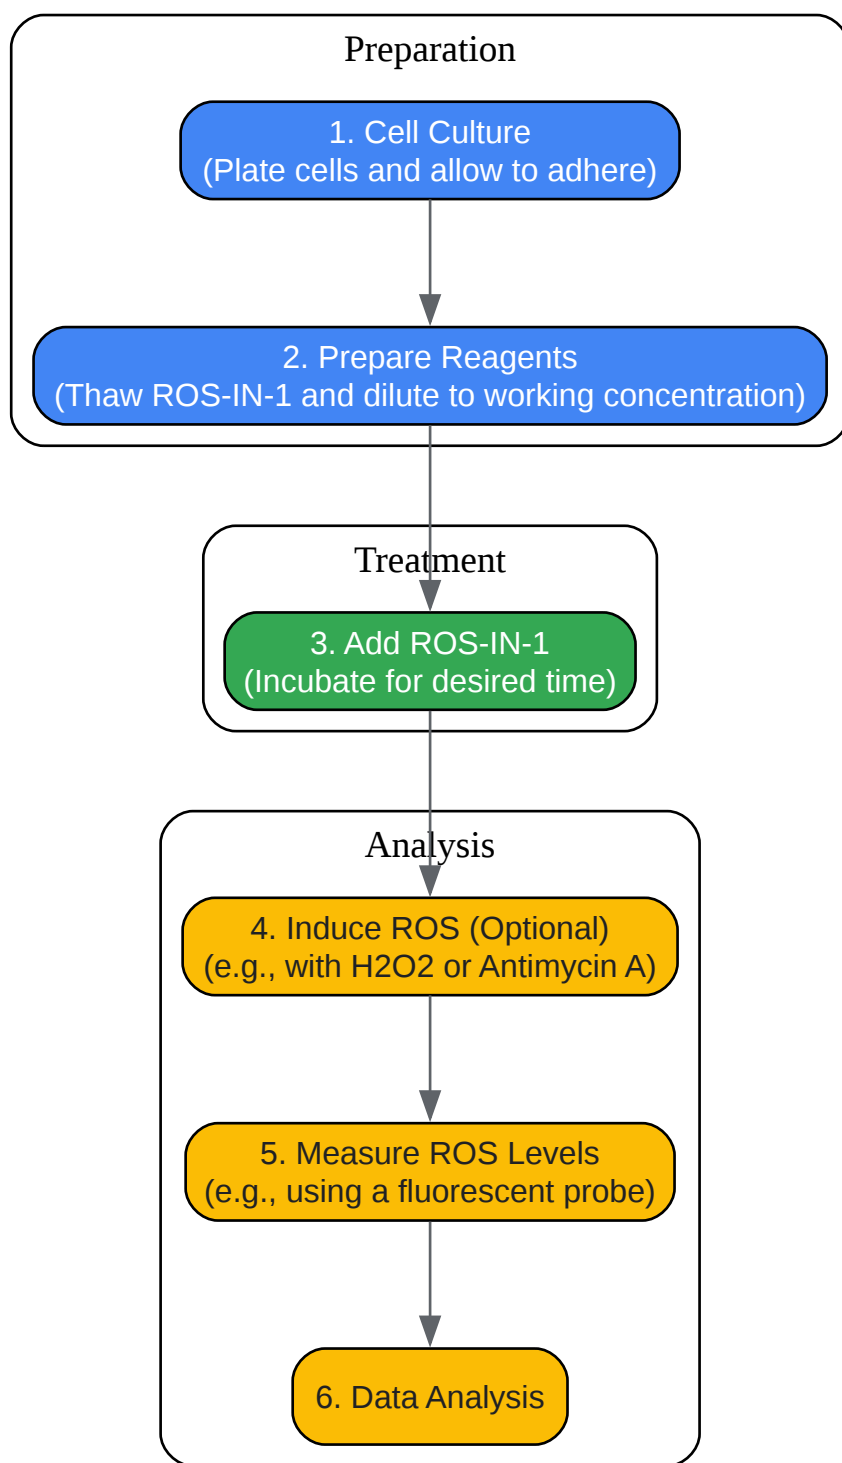 Preparation
1. Cell Culture
(Plate cells and allow to adhere)
2. Prepare Reagents
(Thaw ROS-IN-1 and dilute to working concentration)
Treatment
3. Add ROS-IN-1
(Incubate for desired time)
Analysis
4. Induce ROS (Optional)
(e.g., with H2O2 or Antimycin A)
5. Measure ROS Levels
(e.g., using a fluorescent probe)
6. Data Analysis